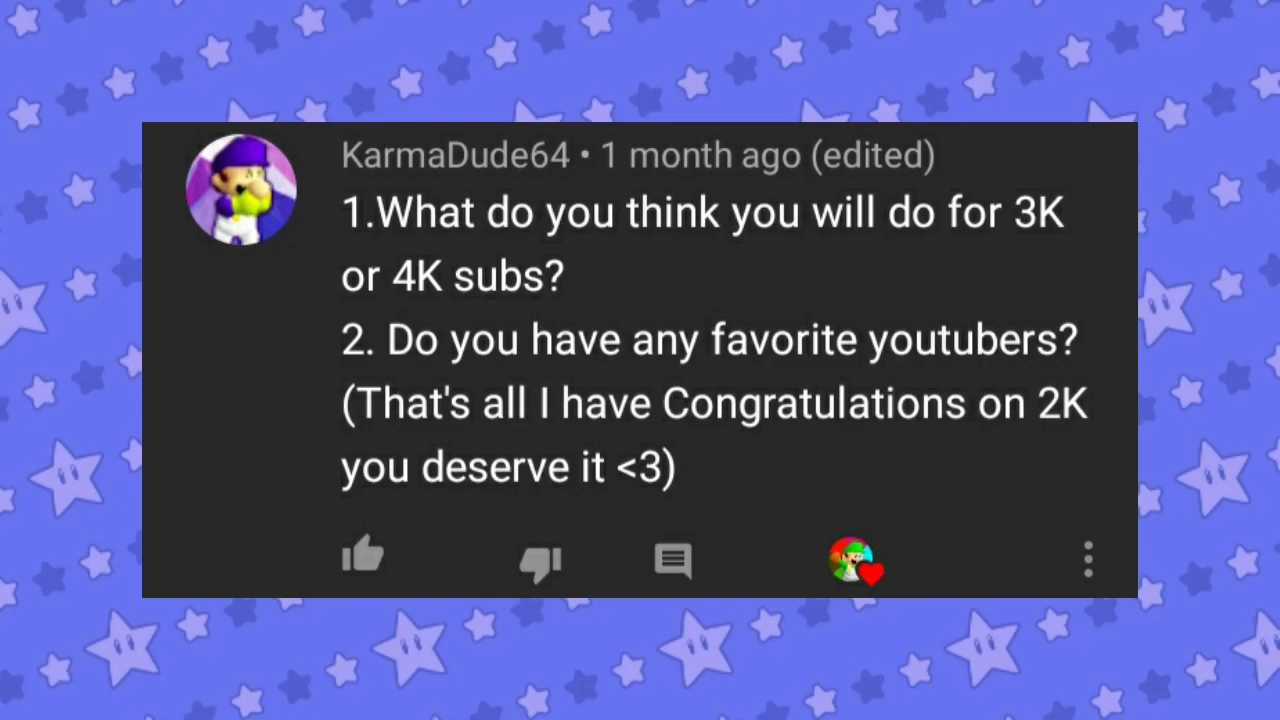 KarmaDude64 • 1 month ago (edited)
1.What do you think you will do for 3K
or 4K subs?
2. Do you have any favorite youtubers?
(That's all I have Congratulations on 2K
you deserve it <3)